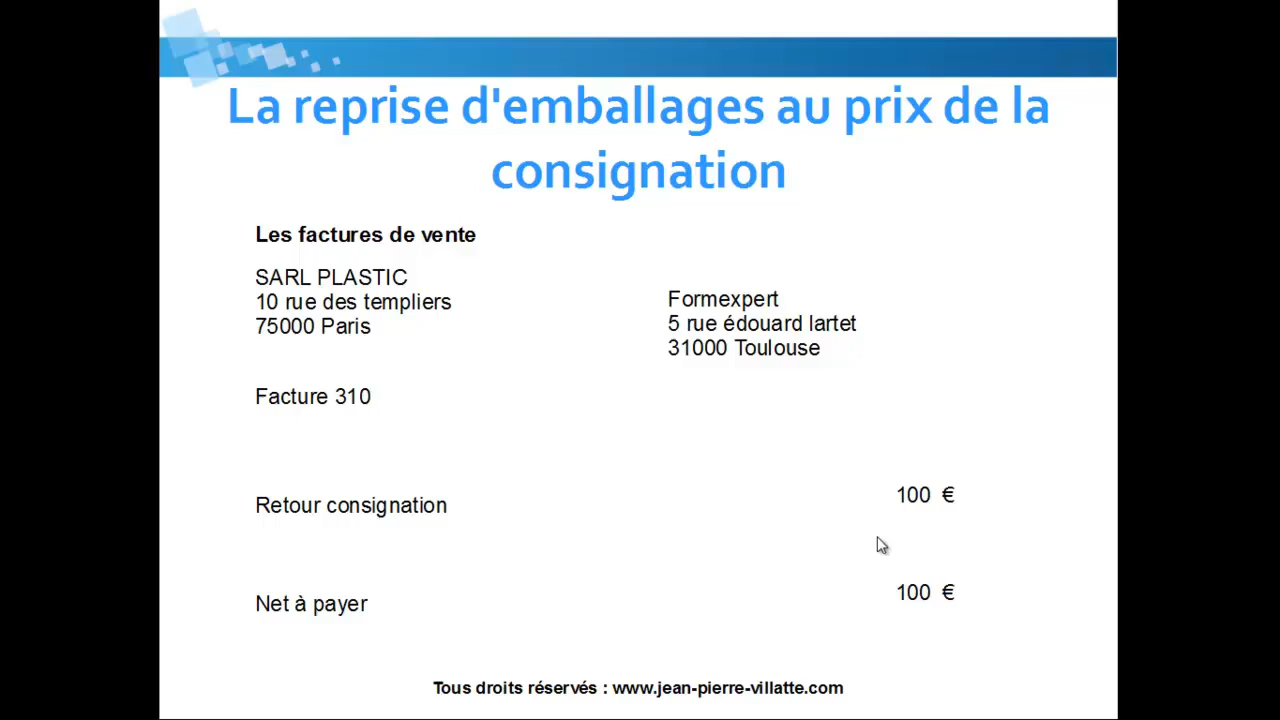 La reprise d'emballages au prix de la
consignation
Les factures de vente
SARL PLASTIC
10 rue des templiers
75000 Paris
Formexpert
5 rue édouard lartet
31000 Toulouse
Facture 310
Retour consignation 100 €
Net à payer 100 €
Tous droits réservés : www.jean-pierre-villatte.com